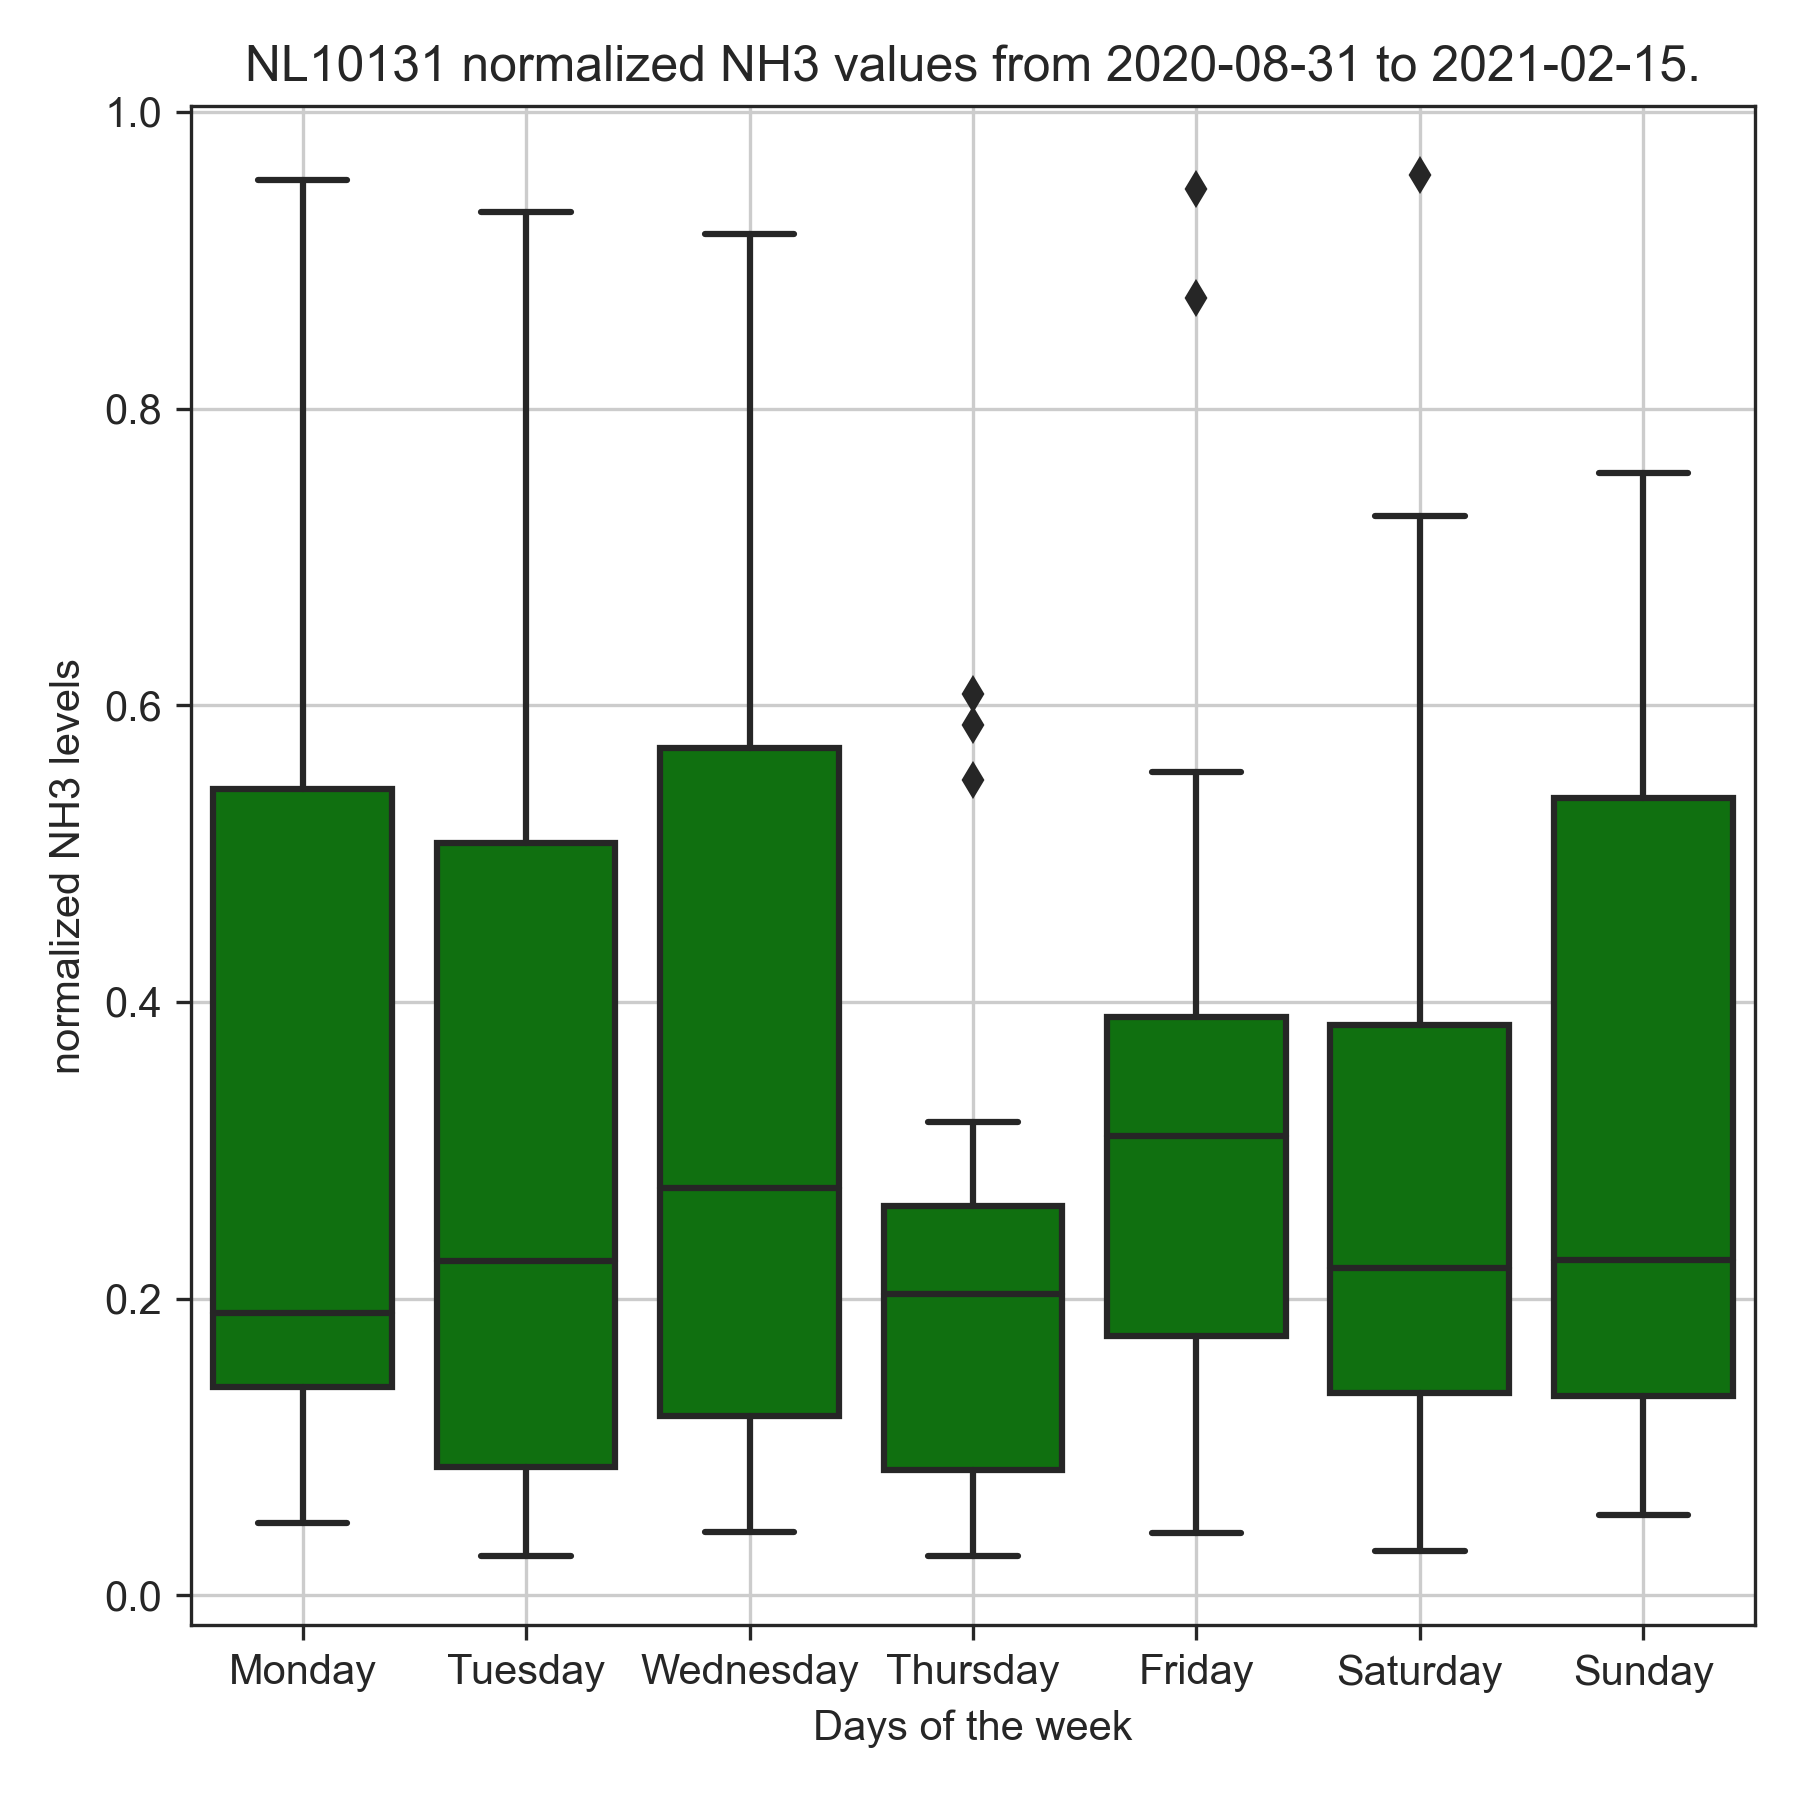 NL10131 normalized NH3 values from 2020-08-31 to 2021-02-15.
1.0
0.8
0.6
0.4
0.2
0.0
normalized NH3 levels
Monday Tuesday Wednesday Thursday Friday Saturday Sunday
Days of the week